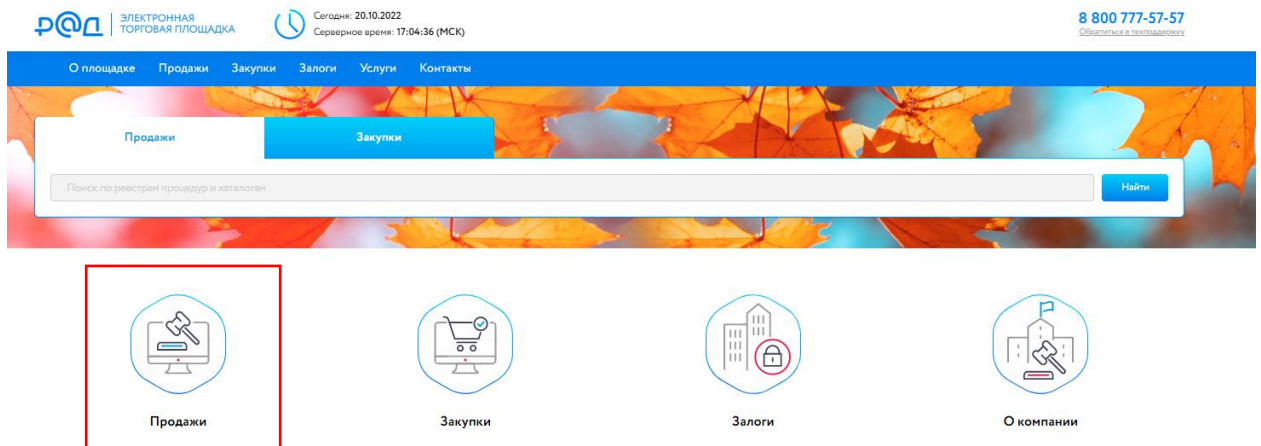 Р@Д
ЭЛЕКТРОННАЯ
ТОРГОВАЯ ПЛОЩАДКА
Сегодня: 20.10.2022
Серверное время: 17:04:36 (МСК)
8 800 777-57-57
Обратиться в техподдержку
О площадке Продажи Закупки Залоги Услуги Контакты
Продажи Закупки
Поиск по реестрам процедур и каталогам
Найти
Продажи Закупки Залоги О компании